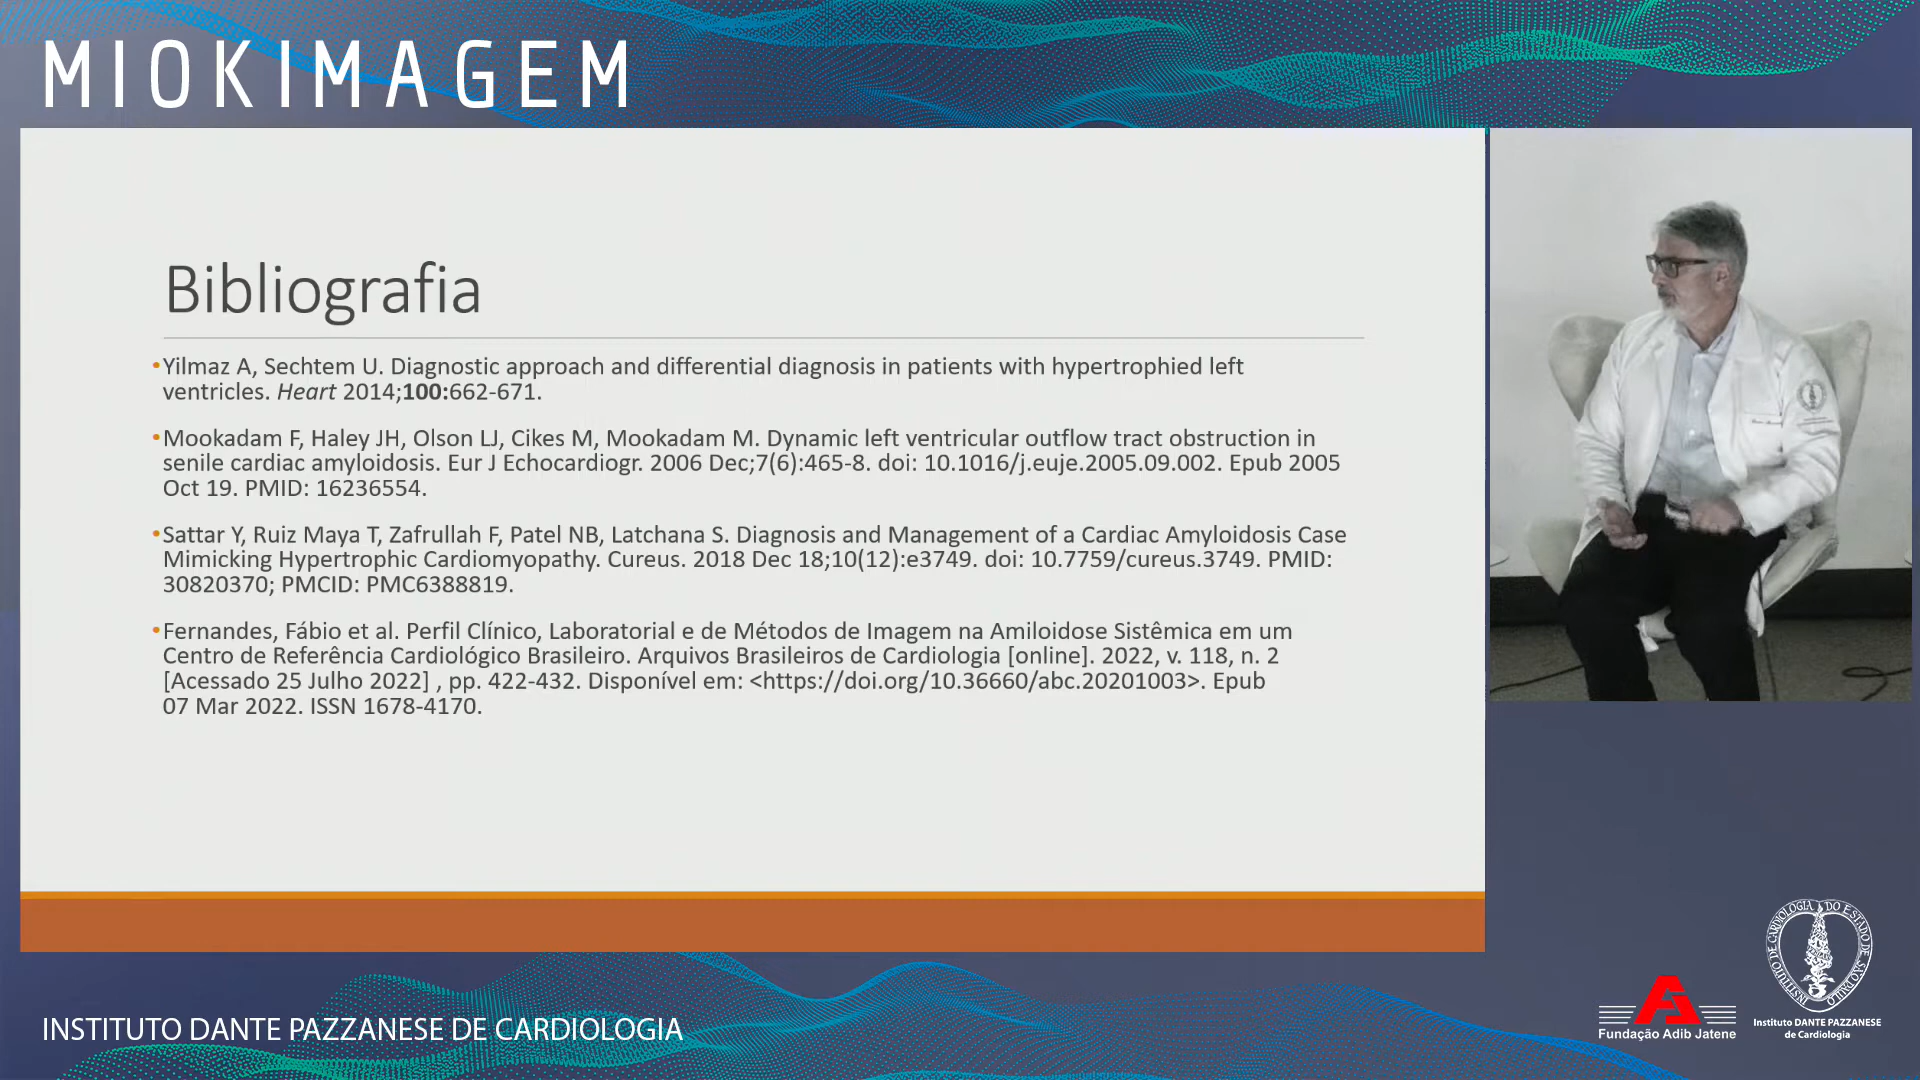 MIOKIMAGEM
Bibliografia
•Yilmaz A, Sechtem U. Diagnostic approach and differential diagnosis in patients with hypertrophied left
ventricles. Heart 2014;100:662-671.
•Mookadam F, Haley JH, Olson LJ, Cikes M, Mookadam M. Dynamic left ventricular outflow tract obstruction in
senile cardiac amyloidosis. Eur J Echocardiogr. 2006 Dec;7(6):465-8. doi: 10.1016/j.euje.2005.09.002. Epub 2005
Oct 19. PMID: 16236554.
•Sattar Y, Ruiz Maya T, Zafrullah F, Patel NB, Latchana S. Diagnosis and Management of a Cardiac Amyloidosis Case
Mimicking Hypertrophic Cardiomyopathy. Cureus. 2018 Dec 18;10(12):e3749. doi: 10.7759/cureus.3749. PMID:
30820370; PMCID: PMC6388819.
•Fernandes, Fábio et al. Perfil Clínico, Laboratorial e de Métodos de Imagem na Amiloidose Sistêmica em um
Centro de Referência Cardiológico Brasileiro. Arquivos Brasileiros de Cardiologia [online]. 2022, v. 118, n. 2
[Acessado 25 Julho 2022] , pp. 422-432. Disponível em: <https://doi.org/10.36660/abc.20201003>. Epub
07 Mar 2022. ISSN 1678-4170.
INSTITUTO DANTE PAZZANESE DE CARDIOLOGIA
Fundação Adib Jatene
INSTITUTO DE CARDIOLOGIA DO ESTADO DE SÃO PAULO
Instituto DANTE PAZZANESE
de Cardiologia